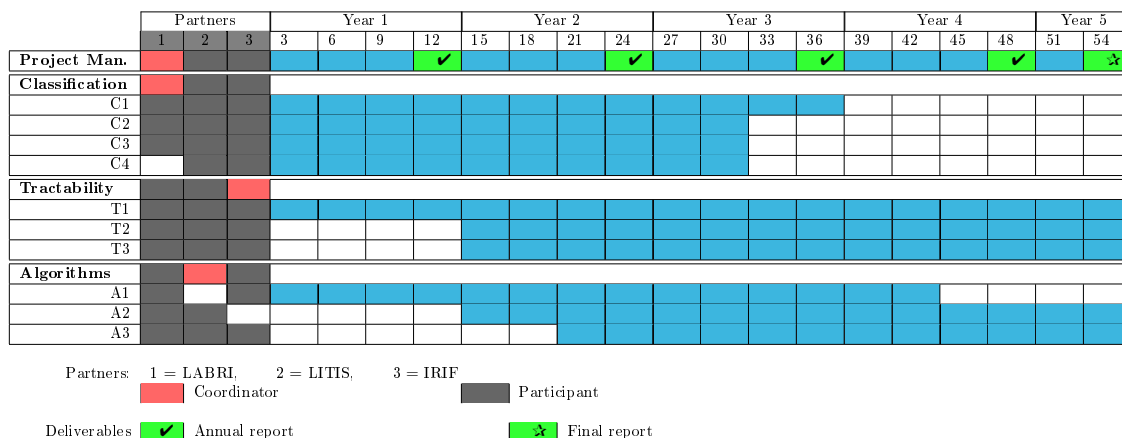 Partners Year 1 Year 2 Year 3 Year 4 Year 5
1 2 3 3 6 9 12 15 18 21 24 27 30 33 36 39 42 45 48 51 54
Project Man. ✔ ✔ ✔ ✔ ✰
Classification
C1
C2
C3
C4
Tractability
T1
T2
T3
Algorithms
A1
A2
A3
Partners: 1 = LABRI, 2 = LITIS, 3 = IRIF
Coordinator Participant
Deliverables ✔ Annual report ✰ Final report